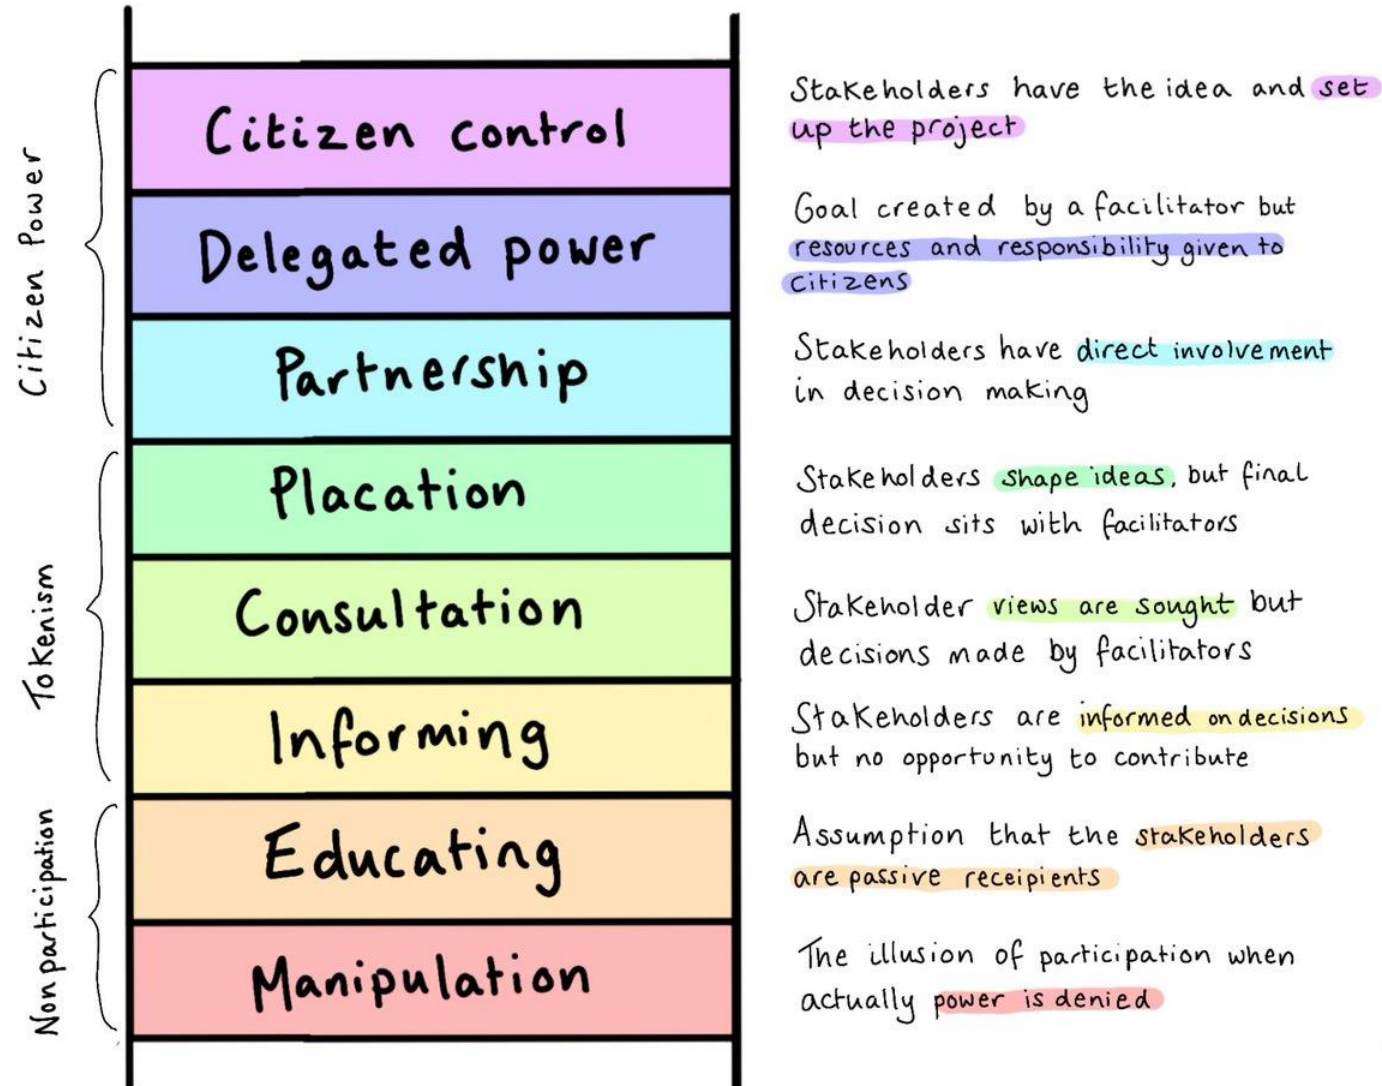 Citizen Power
Citizen control
Stakeholders have the idea and set
up the project
Delegated power
Goal created by a facilitator but
resources and responsibility given to
citizens
Partnership
Stakeholders have direct involvement
in decision making
Tokenism
Placation
Stakeholders shape ideas, but final
decision sits with facilitators
Consultation
Stakeholder views are sought but
decisions made by facilitators
Informing
Stakeholders are informed on decisions
but no opportunity to contribute
Nonparticipation
Educating
Assumption that the stakeholders
are passive receipients
Manipulation
The illusion of participation when
actually power is denied